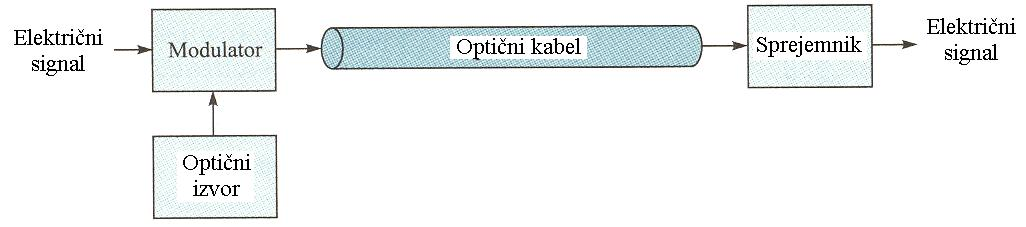 Električni
signal
Modulator
Optični kabel
Sprejemnik
Električni
signal
Optični
izvor